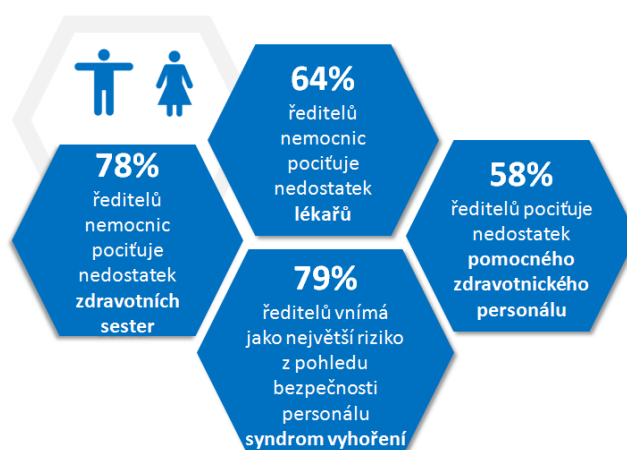 64%
ředitelů
nemocnic
pociťuje
nedostatek
lékařů
78%
ředitelů
nemocnic
pociťuje
nedostatek
zdravotních
sester
58%
ředitelů pociťuje
nedostatek
pomocného
zdravotnického
personálu
79%
ředitelů vnímá
jako největší riziko
z pohledu
bezpečnosti
personálu
syndrom vyhoření